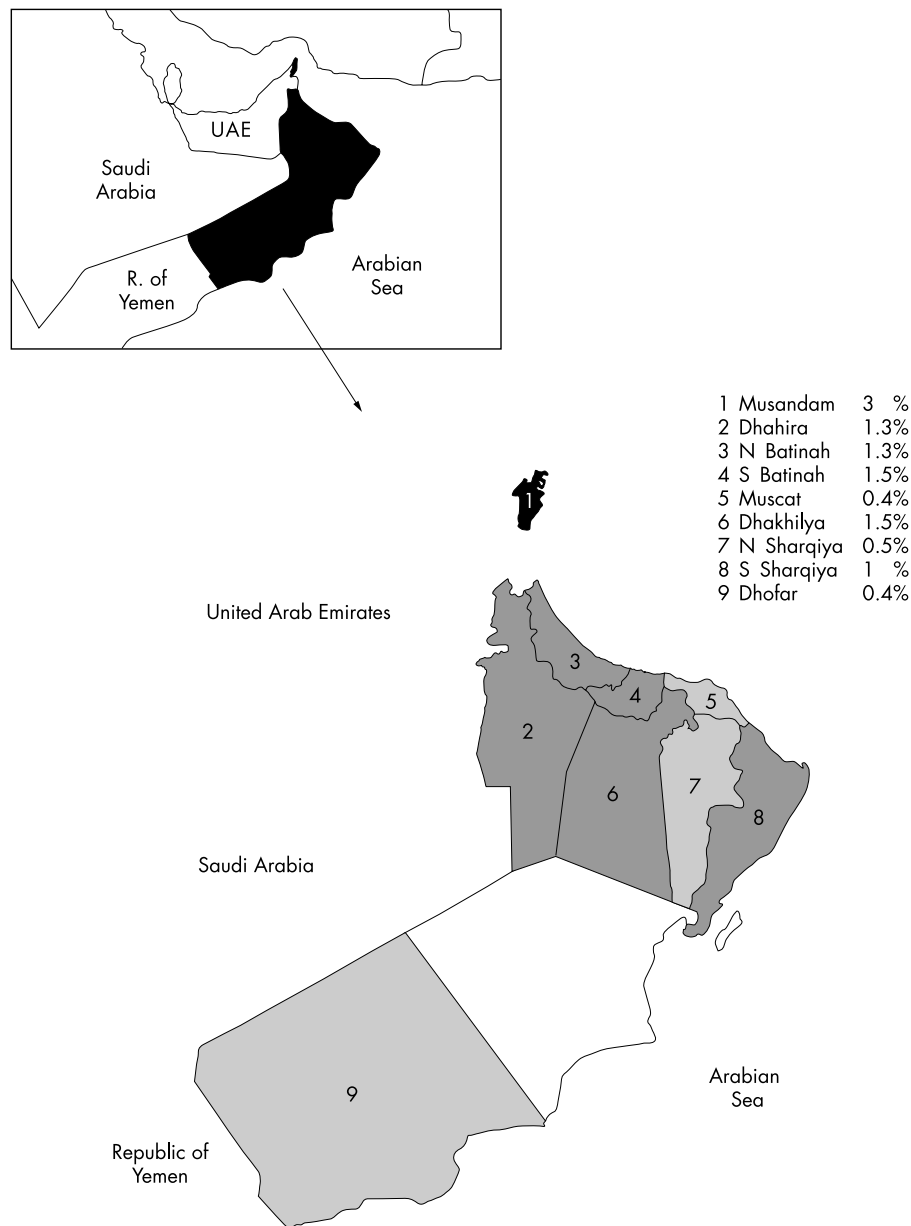 UAE
Saudi
Arabia
R. of
Yemen
Arabian
Sea
1 Musandam 3 %
2 Dhahira 1.3%
3 N Batinah 1.3%
4 S Batinah 1.5%
5 Muscat 0.4%
6 Dhakhilya 1.5%
7 N Sharqiya 0.5%
8 S Sharqiya 1 %
9 Dhofar 0.4%
1
United Arab Emirates
3
4
5
2
6
7
8
Saudi Arabia
9
Arabian
Sea
Republic of
Yemen